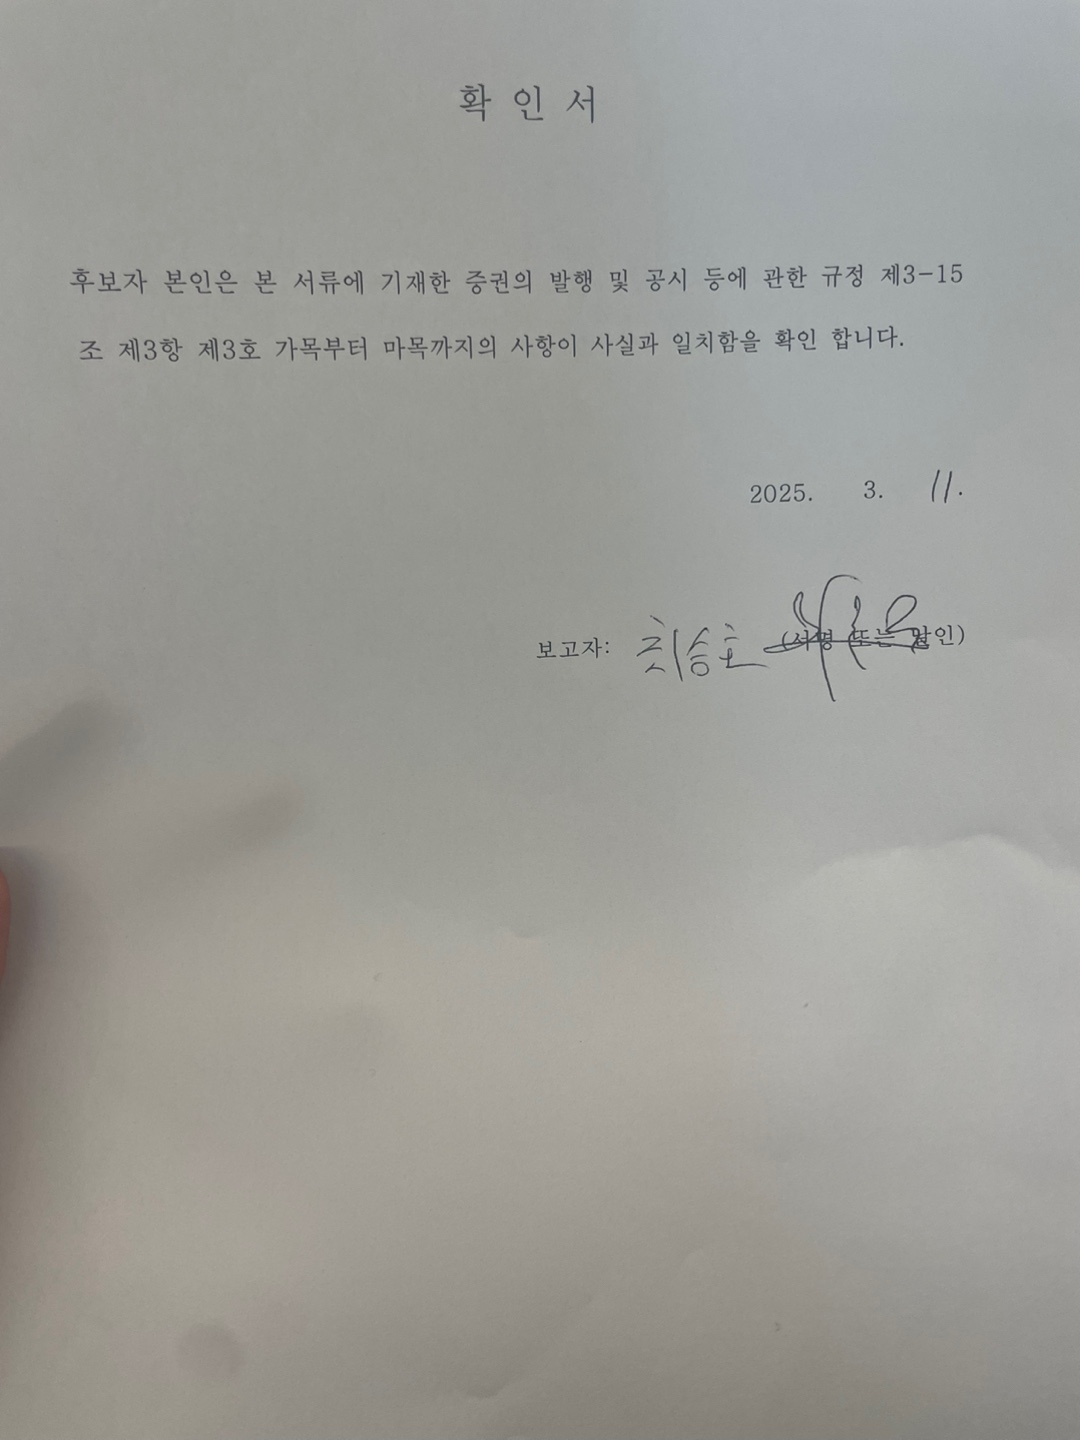 확 인 서
후보자 본인은 본 서류에 기재한 증권의 발행 및 공시 등에 관한 규정 제3-15
조 제3항 제3호 가목부터 마목까지의 사항이 사실과 일치함을 확인 합니다.
2025. 3. 11.
보고자: 최승호 (서명 또는 날인)